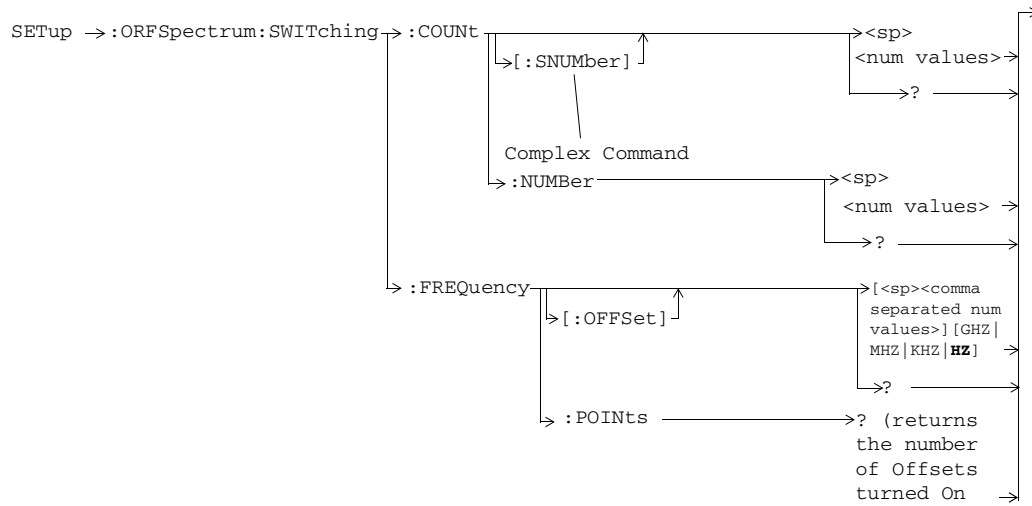 SETup :ORFSpectrum:SWITching :COUNt <sp>
[:SNUMber] <num values>
?
Complex Command
:NUMBer <sp>
<num values>
?
:FREQuency [<sp><comma
[:OFFSet] separated num
values>][GHZ|
MHZ|KHZ|HZ]
?
:POINts ? (returns
the number
of Offsets
turned On